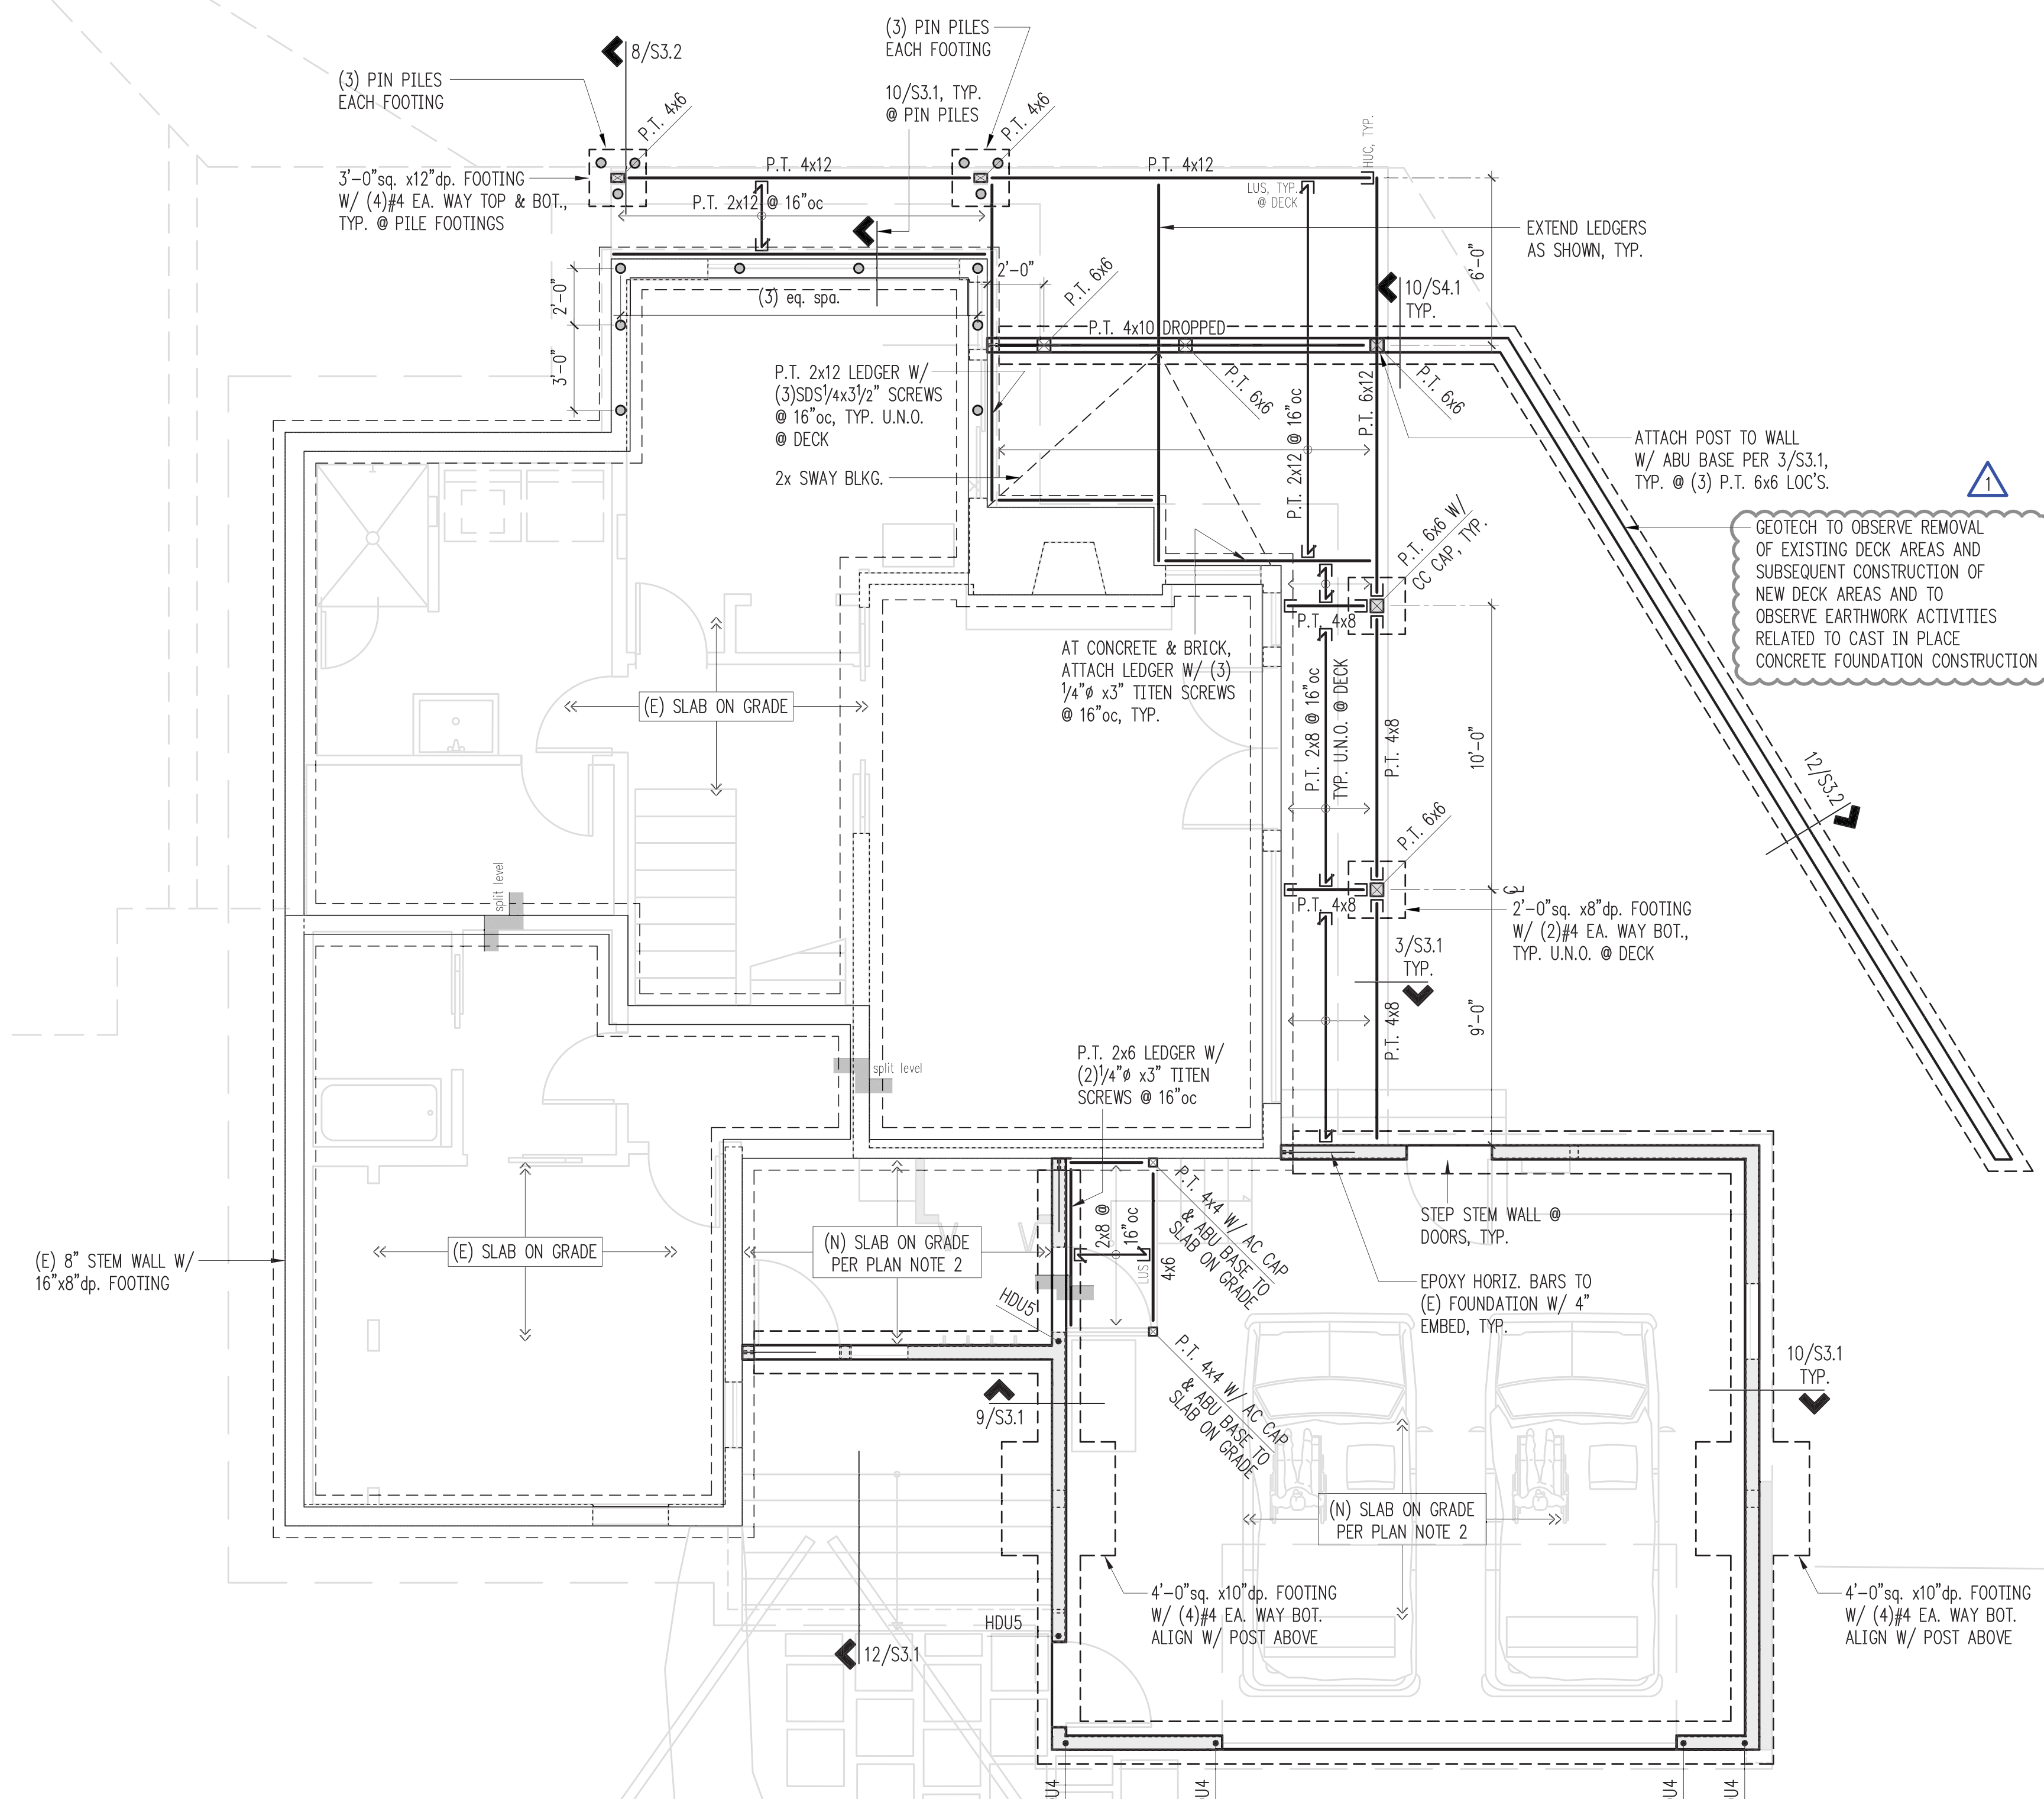 (3) PIN PILES
EACH FOOTING
8/S3.2
(3) PIN PILES
EACH FOOTING
10/S3.1, TYP.
@ PIN PILES
P.T. 4x6
P.T. 4x6
3'-0"sq. x12"dp. FOOTING
W/ (4)#4 EA. WAY TOP & BOT.,
TYP. @ PILE FOOTINGS
P.T. 4x12
P.T. 4x12
HUC, TYP.
P.T. 2x12 @ 16"oc
LUS, TYP.
@ DECK
EXTEND LEDGERS
AS SHOWN, TYP.
6'-0"
2'-0"
3'-0"
(3) eq. spa.
2'-0"
P.T. 6x6
10/S4.1
TYP.
P.T. 4x10 DROPPED
P.T. 2x12 LEDGER W/
(3)SDS1/4x31/2" SCREWS
@ 16"oc, TYP. U.N.O.
@ DECK
2x SWAY BLKG.
P.T. 6x6
P.T. 2x12 @ 16"oc
P.T. 6x12
P.T. 6x6
ATTACH POST TO WALL
W/ ABU BASE PER 3/S3.1,
TYP. @ (3) P.T. 6x6 LOC'S.
1
GEOTECH TO OBSERVE REMOVAL
OF EXISTING DECK AREAS AND
SUBSEQUENT CONSTRUCTION OF
NEW DECK AREAS AND TO
OBSERVE EARTHWORK ACTIVITIES
RELATED TO CAST IN PLACE
CONCRETE FOUNDATION CONSTRUCTION
P.T. 6x6 W/
CC CAP, TYP.
P.T. 4x8
AT CONCRETE & BRICK,
ATTACH LEDGER W/ (3)
1/4"ø x3" TITEN SCREWS
@ 16"oc, TYP.
(E) SLAB ON GRADE
P.T. 2x8 @ 16"oc
TYP. U.N.O. @ DECK
P.T. 4x8
10'-0"
12/S3.2
P.T. 6x6
split level
P.T. 4x8
CL
2'-0"sq. x8"dp. FOOTING
W/ (2)#4 EA. WAY BOT.,
TYP. U.N.O. @ DECK
3/S3.1
TYP.
P.T. 4x8
9'-0"
split level
P.T. 2x6 LEDGER W/
(2)1/4"ø x3" TITEN
SCREWS @ 16"oc
P.T. 4x4 W/ AC CAP
& ABU BASE TO
SLAB ON GRADE
2x8 @
16"oc
LUS
4x6
STEP STEM WALL @
DOORS, TYP.
(E) 8" STEM WALL W/
16"x8"dp. FOOTING
(E) SLAB ON GRADE
(N) SLAB ON GRADE
PER PLAN NOTE 2
HDU5
EPOXY HORIZ. BARS TO
(E) FOUNDATION W/ 4"
EMBED, TYP.
P.T. 4x4 W/ AC CAP
& ABU BASE TO
SLAB ON GRADE
10/S3.1
TYP.
9/S3.1
(N) SLAB ON GRADE
PER PLAN NOTE 2
4'-0"sq. x10"dp. FOOTING
W/ (4)#4 EA. WAY BOT.
ALIGN W/ POST ABOVE
4'-0"sq. x10"dp. FOOTING
W/ (4)#4 EA. WAY BOT.
ALIGN W/ POST ABOVE
HDU5
12/S3.1
U4
U4
U4
U4